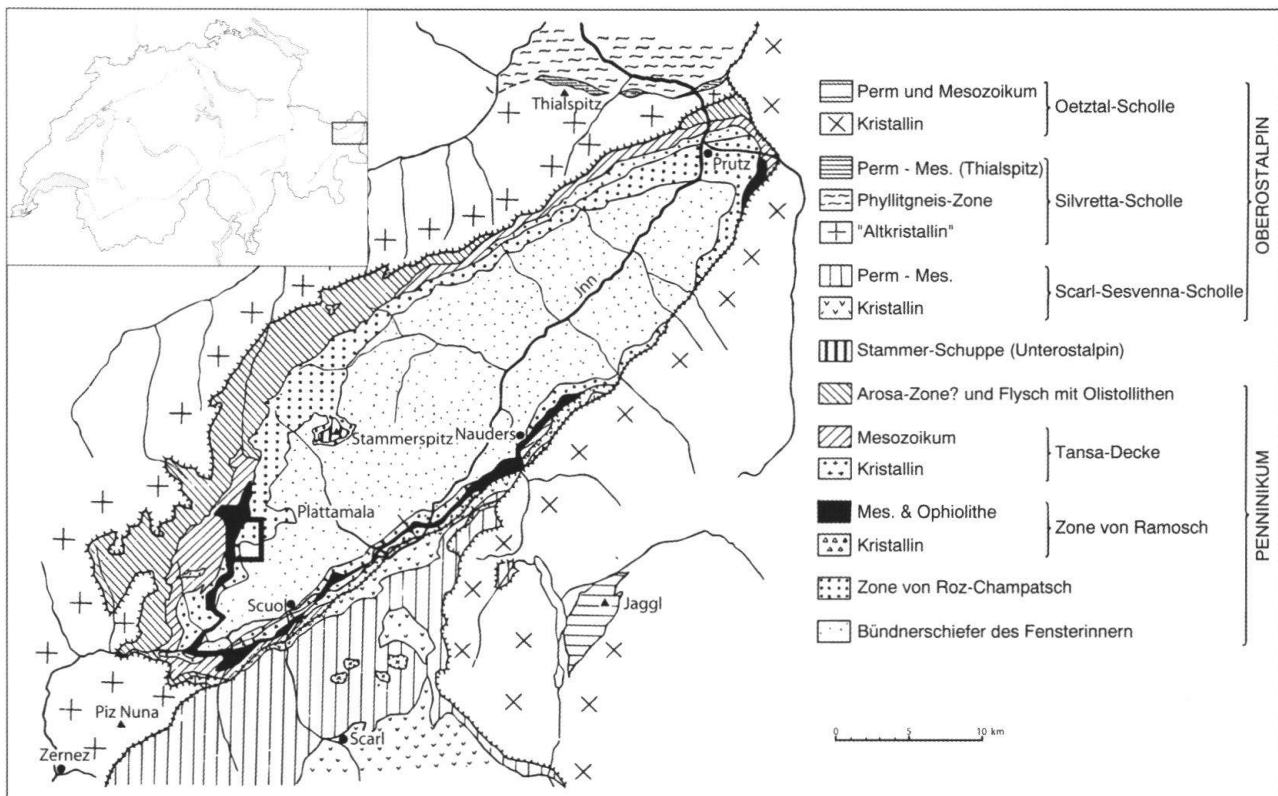 Thialspitz
Prutz
Jnn
Stammerspitz
Nauders
Plattamala
Scuol
Jaggl
Piz Nuna
Scarl
Zernez
Perm und Mesozoikum
Kristallin
Oetztal-Scholle
Perm - Mes. (Thialspitz)
Phyllitgneis-Zone
"Altkristallin"
Silvretta-Scholle
Perm - Mes.
Kristallin
Scarl-Sesvenna-Scholle
OBEROSTALPIN
Stammer-Schuppe (Unterostalpin)
Arosa-Zone? und Flysch mit Olistollithen
Mesozoikum
Kristallin
Tansa-Decke
Mes. & Ophiolithe
Kristallin
Zone von Ramosch
Zone von Roz-Champatsch
Bündnerschiefer des Fensterinnern
PENNINIKUM
0 5 10 km